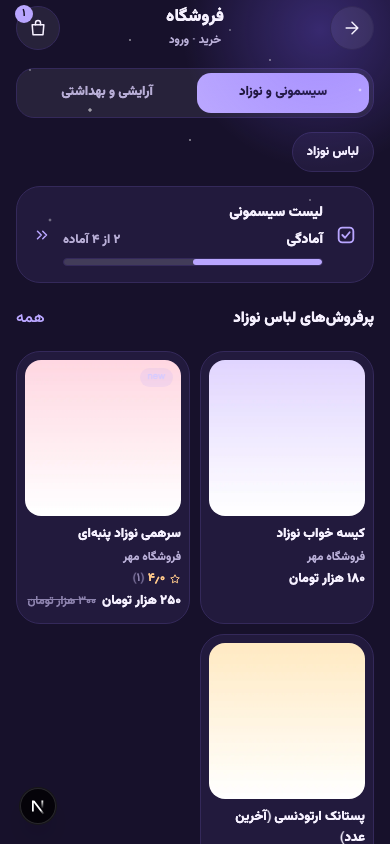 فروشگاه
خرید · ورود
۱
سیسمونی و نوزاد
آرایشی و بهداشتی
لباس نوزاد
لیست سیسمونی
آمادگی
۲ از ۴ آماده
پرفروش‌های لباس نوزاد
همه
کیسه خواب نوزاد
فروشگاه مهر
۱۸۰ هزار تومان
سرهمی نوزاد پنبه‌ای
فروشگاه مهر
۴٫۰ (۱)
۲۵۰ هزار تومان ۳۰۰ هزار تومان
پستانک ارتودنسی (آخرین
عدد)
N